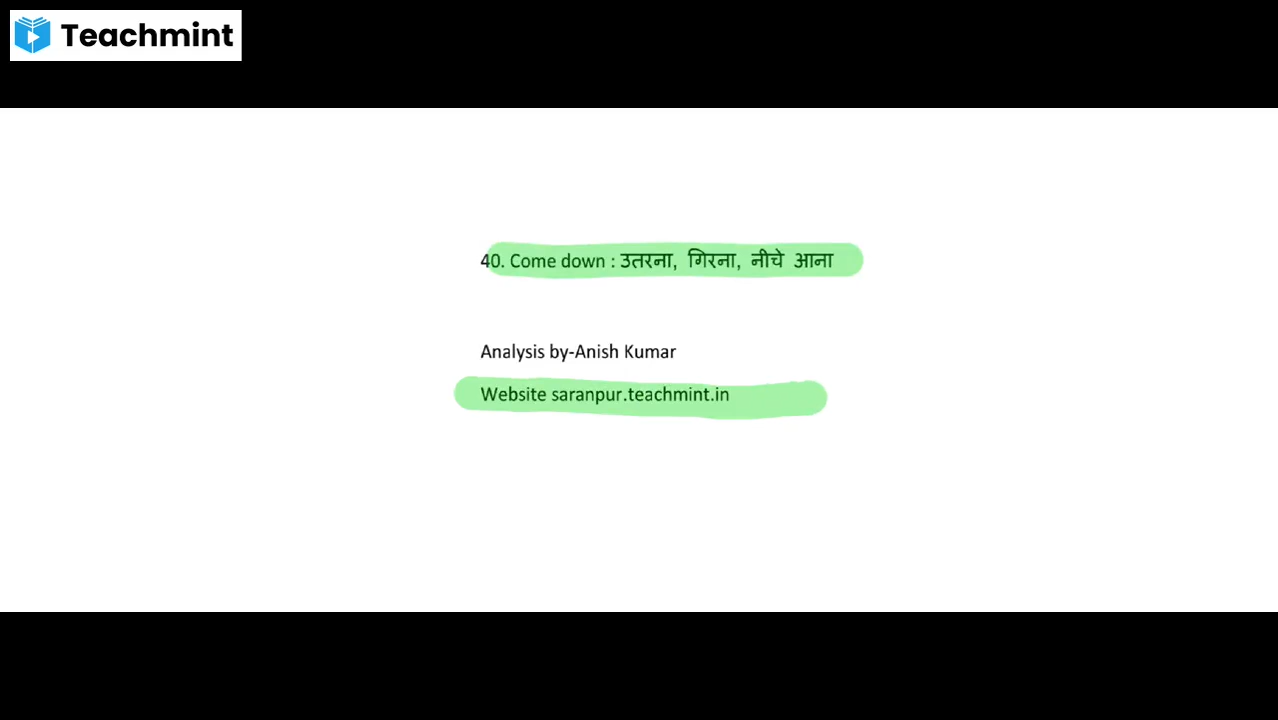 Teachmint
40. Come down : उतरना, गिरना, नीचे आना
Analysis by-Anish Kumar
Website saranpur.teachmint.in